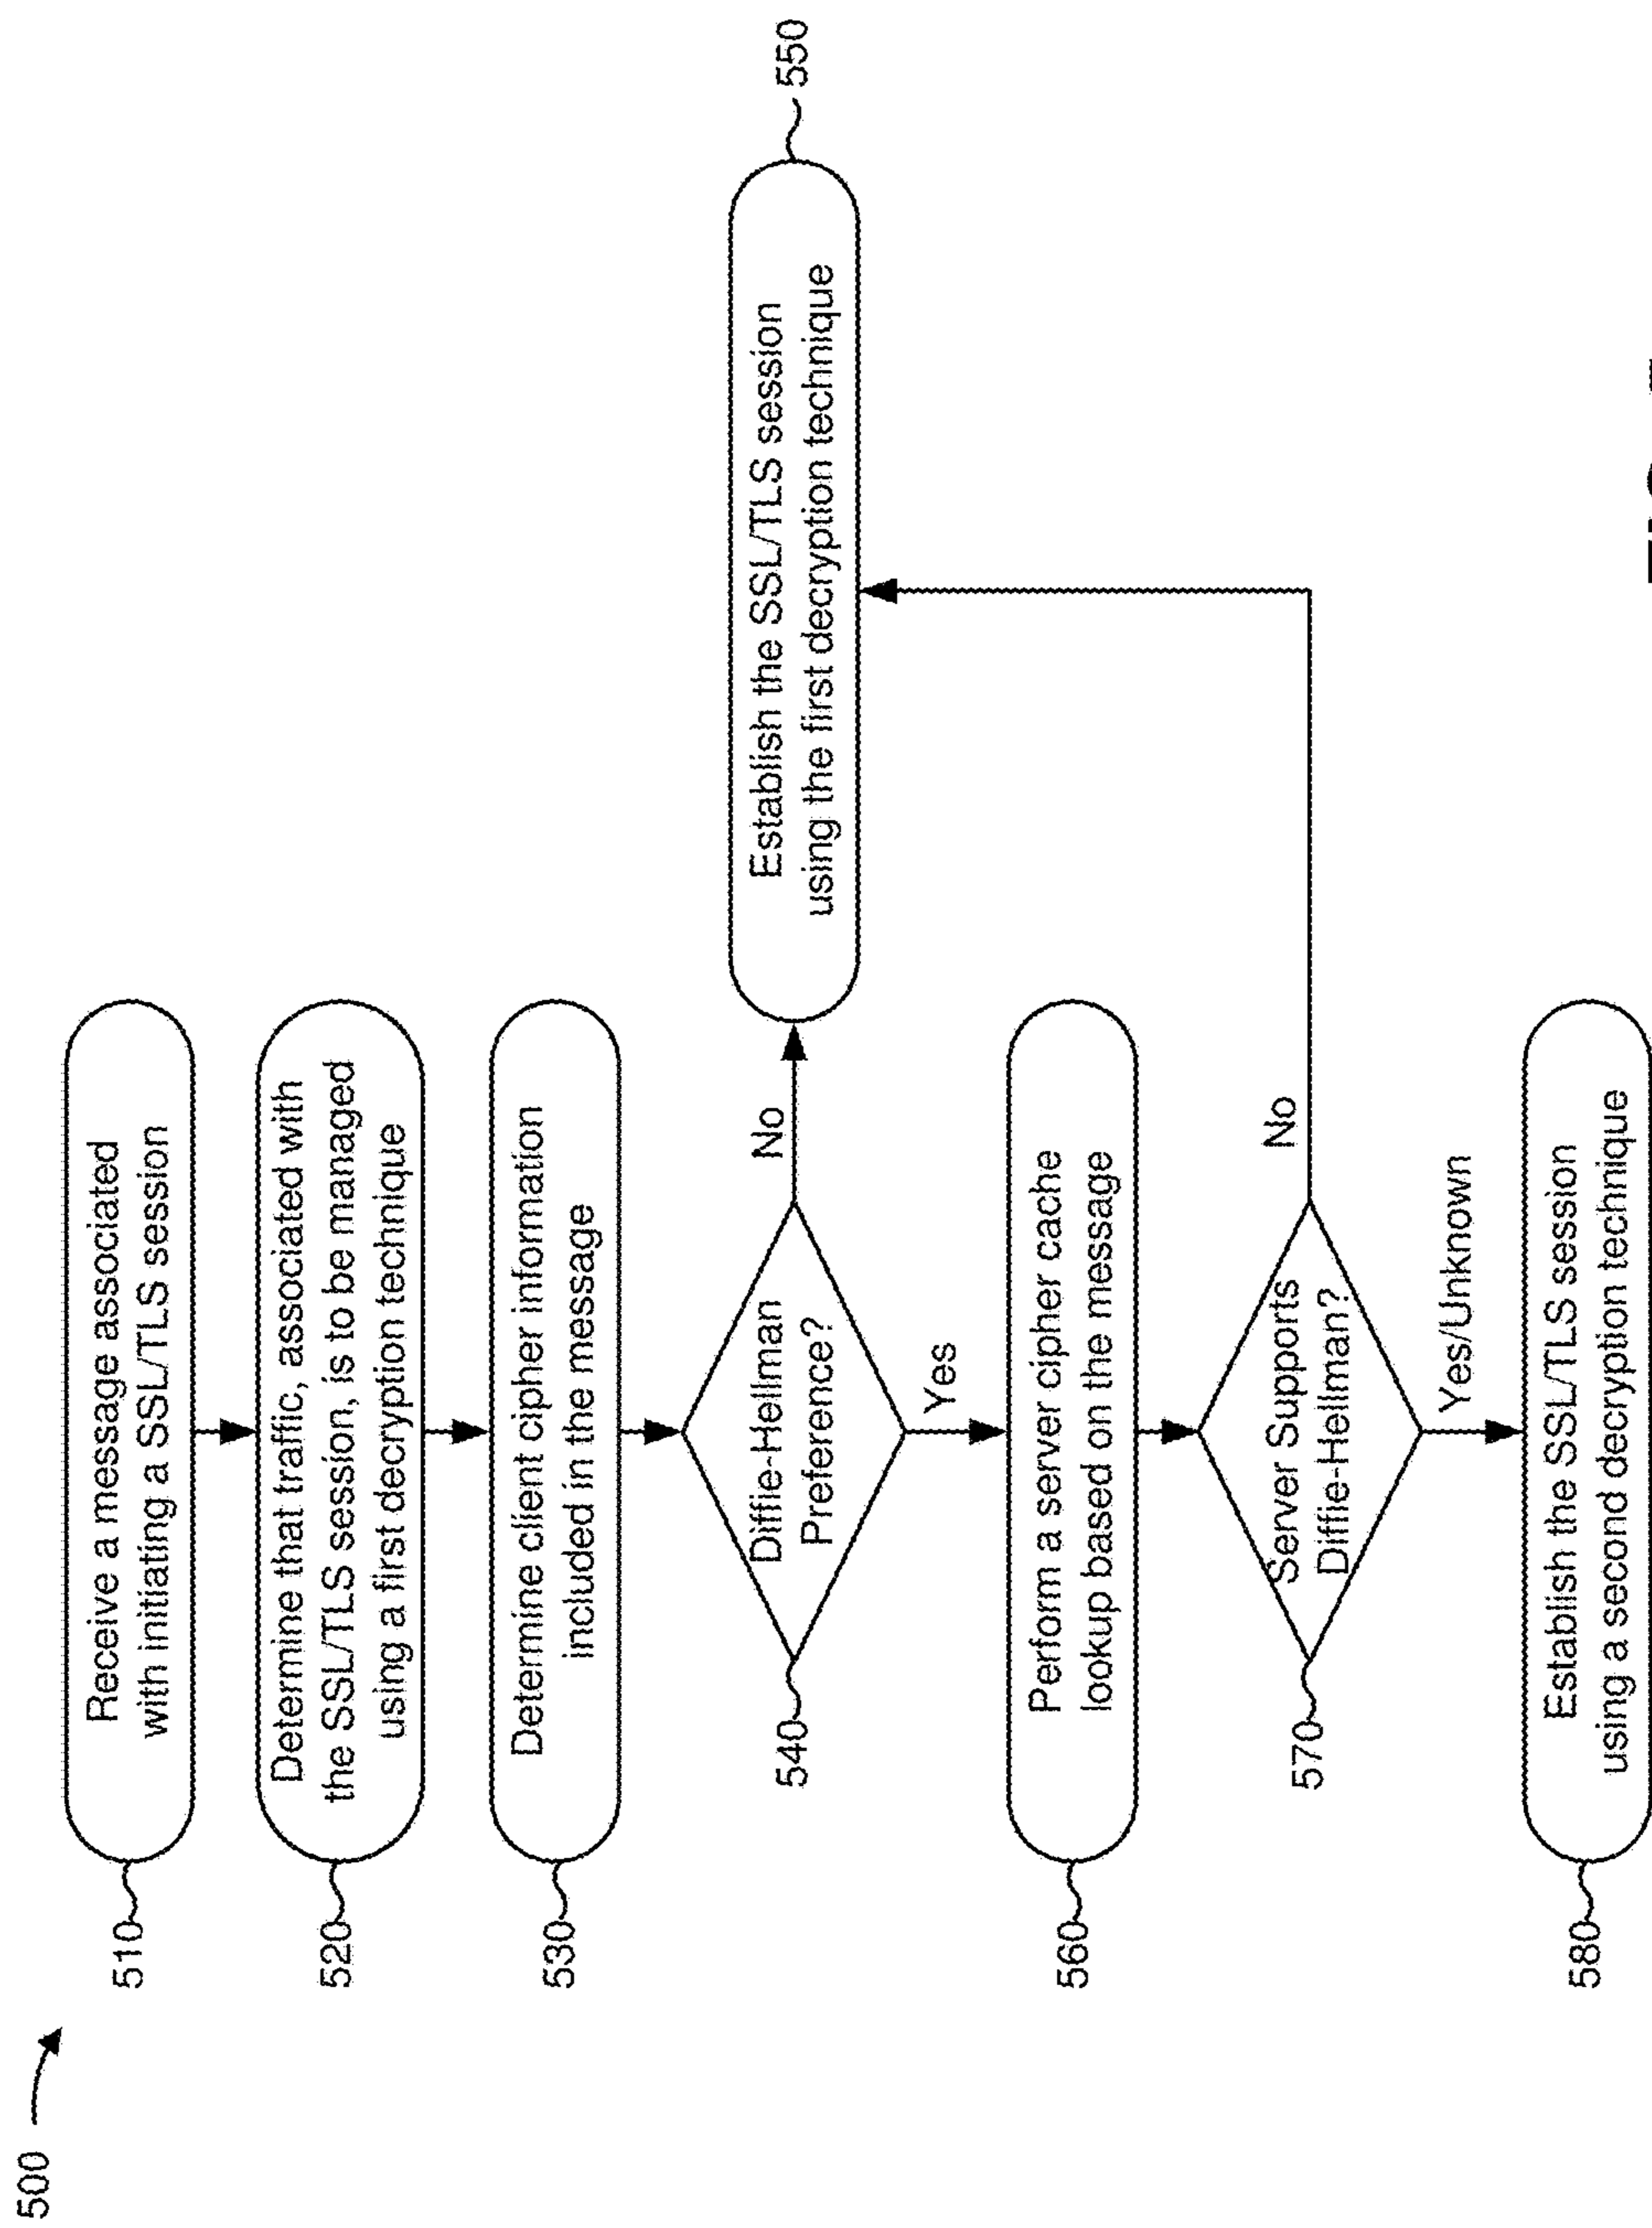 500
510
Receive a message associated
with initiating a SSL/TLS session
520
Determine that traffic, associated with
the SSL/TLS session, is to be managed
using a first decryption technique
530
Determine client cipher information
included in the message
540
Diffie-Hellman
Preference?
No
Establish the SSL/TLS session
using the first decryption technique
550
Yes
560
Perform a server cipher cache
lookup based on the message
570
Server Supports
Diffie-Hellman?
No
Yes/Unknown
580
Establish the SSL/TLS session
using a second decryption technique